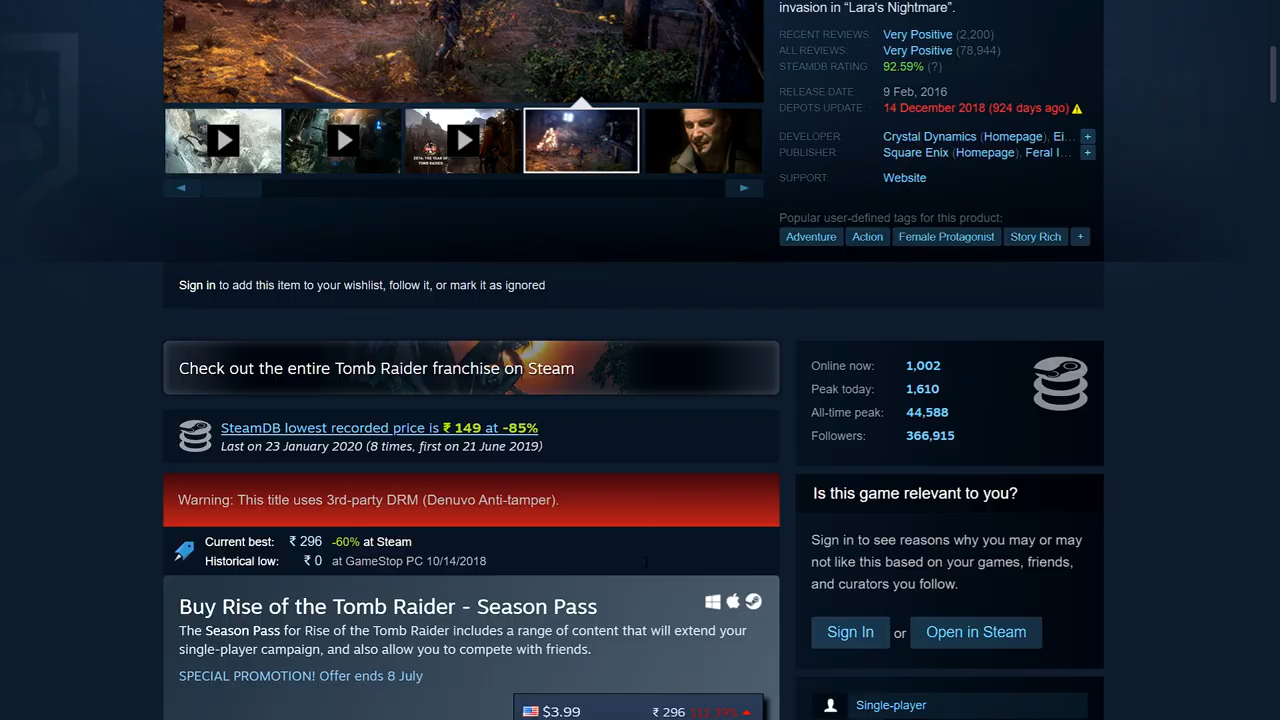 invasion in “Lara's Nightmare”.
RECENT REVIEWS: Very Positive (2,200)
ALL REVIEWS: Very Positive (78,944)
STEAMDB RATING: 92.59% (?)
RELEASE DATE: 9 Feb, 2016
DEPOTS UPDATE: 14 December 2018 (924 days ago)
DEVELOPER: Crystal Dynamics (Homepage), Ei... +
PUBLISHER: Square Enix (Homepage), Feral I... +
SUPPORT: Website
Popular user-defined tags for this product:
Adventure Action Female Protagonist Story Rich +
Sign in to add this item to your wishlist, follow it, or mark it as ignored
Check out the entire Tomb Raider franchise on Steam
SteamDB lowest recorded price is ₹ 149 at -85%
Last on 23 January 2020 (8 times, first on 21 June 2019)
Warning: This title uses 3rd-party DRM (Denuvo Anti-tamper).
Current best: ₹ 296 -60% at Steam
Historical low: ₹ 0 at GameStop PC 10/14/2018
Buy Rise of the Tomb Raider - Season Pass
The Season Pass for Rise of the Tomb Raider includes a range of content that will extend your
single-player campaign, and also allow you to compete with friends.
SPECIAL PROMOTION! Offer ends 8 July
$3.99 ₹ 296
Online now: 1,002
Peak today: 1,610
All-time peak: 44,588
Followers: 366,915
Is this game relevant to you?
Sign in to see reasons why you may or may
not like this based on your games, friends,
and curators you follow.
Sign In or Open in Steam
Single-player